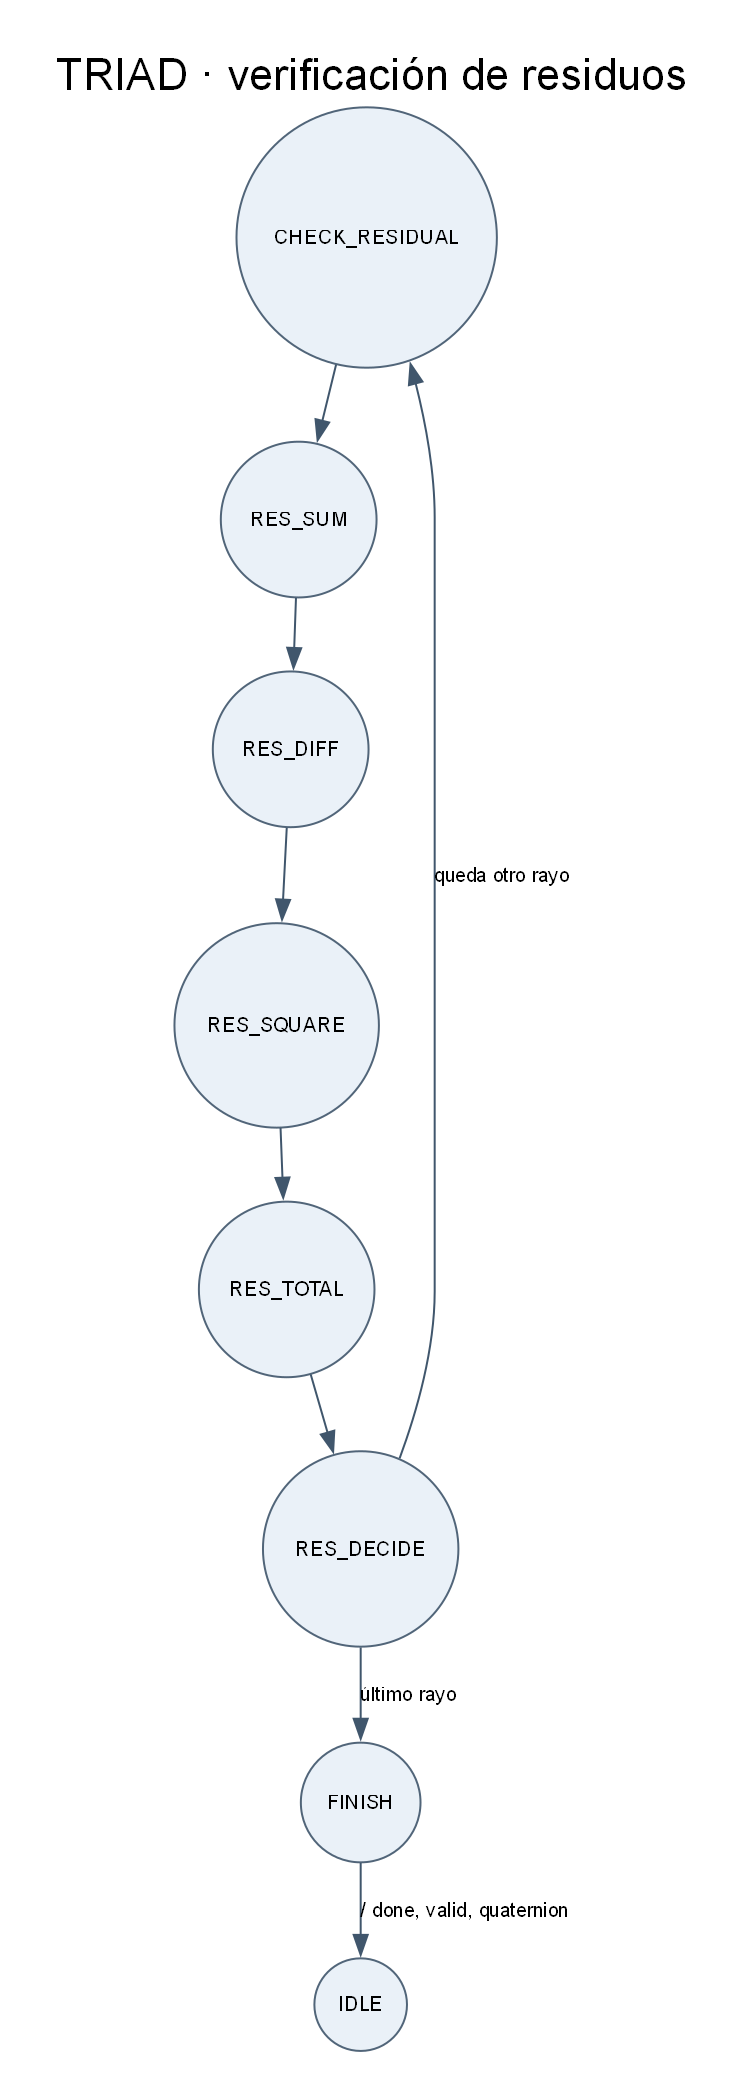 TRIAD · verificación de residuos
CHECK_RESIDUAL
RES_SUM
RES_DIFF
queda otro rayo
RES_SQUARE
RES_TOTAL
RES_DECIDE
último rayo
FINISH
/ done, valid, quaternion
IDLE